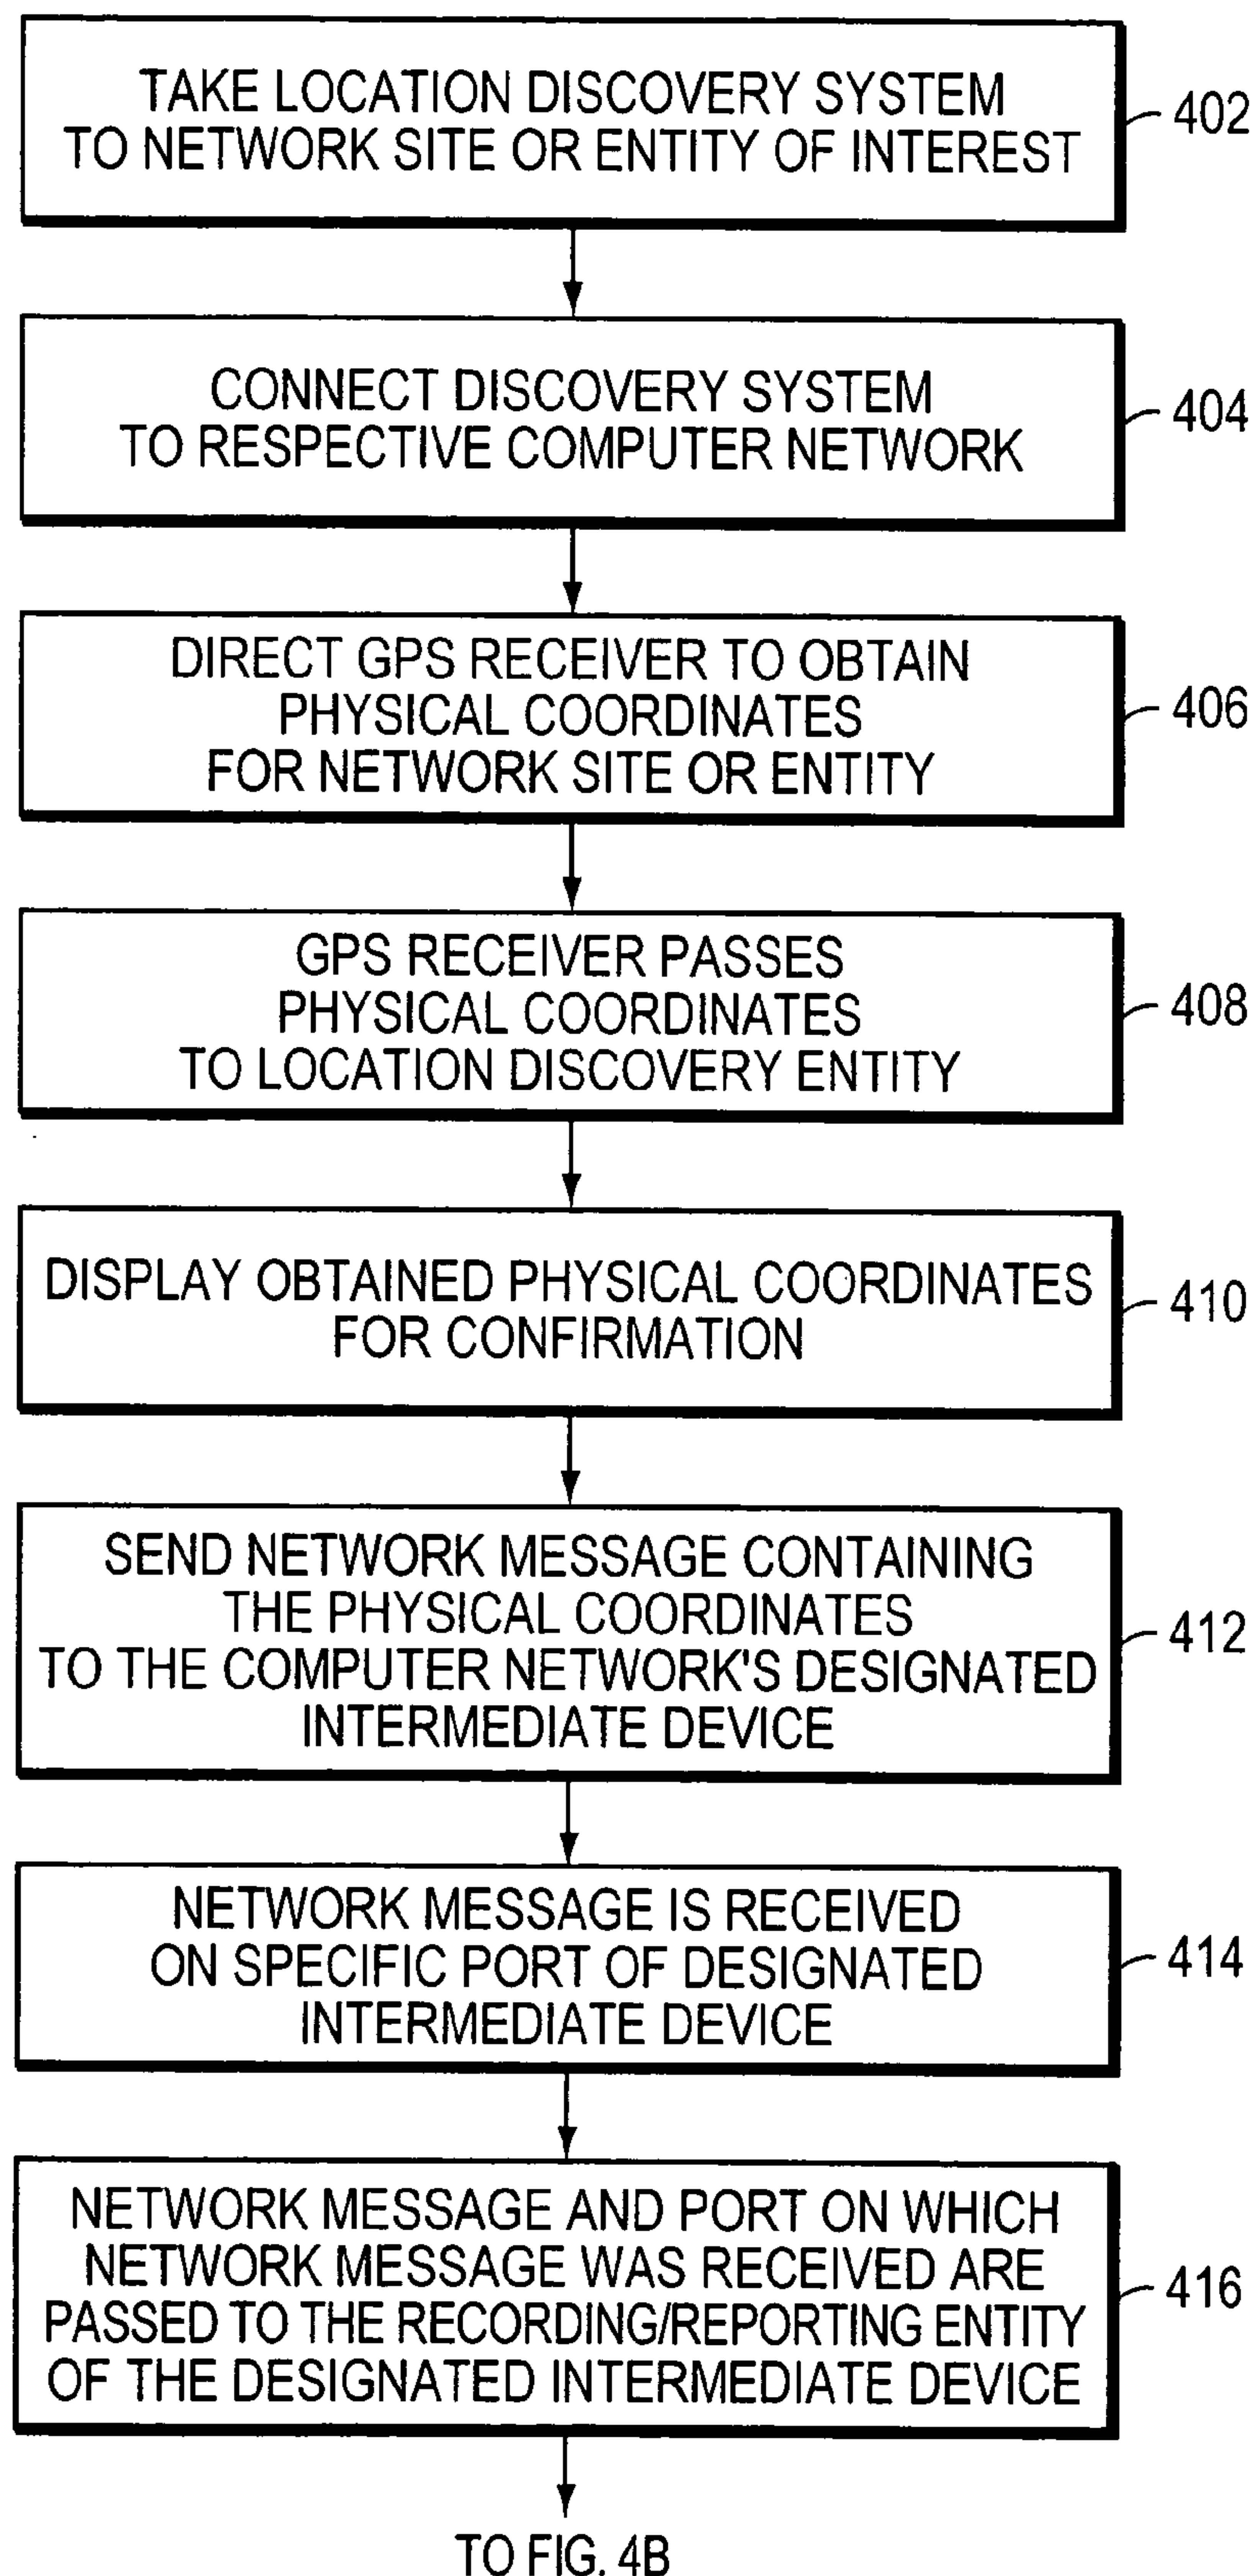 TAKE LOCATION DISCOVERY SYSTEM
TO NETWORK SITE OR ENTITY OF INTEREST
402
CONNECT DISCOVERY SYSTEM
TO RESPECTIVE COMPUTER NETWORK
404
DIRECT GPS RECEIVER TO OBTAIN
PHYSICAL COORDINATES
FOR NETWORK SITE OR ENTITY
406
GPS RECEIVER PASSES
PHYSICAL COORDINATES
TO LOCATION DISCOVERY ENTITY
408
DISPLAY OBTAINED PHYSICAL COORDINATES
FOR CONFIRMATION
410
SEND NETWORK MESSAGE CONTAINING
THE PHYSICAL COORDINATES
TO THE COMPUTER NETWORK'S DESIGNATED
INTERMEDIATE DEVICE
412
NETWORK MESSAGE IS RECEIVED
ON SPECIFIC PORT OF DESIGNATED
INTERMEDIATE DEVICE
414
NETWORK MESSAGE AND PORT ON WHICH
NETWORK MESSAGE WAS RECEIVED ARE
PASSED TO THE RECORDING/REPORTING ENTITY
OF THE DESIGNATED INTERMEDIATE DEVICE
416
TO FIG. 4B